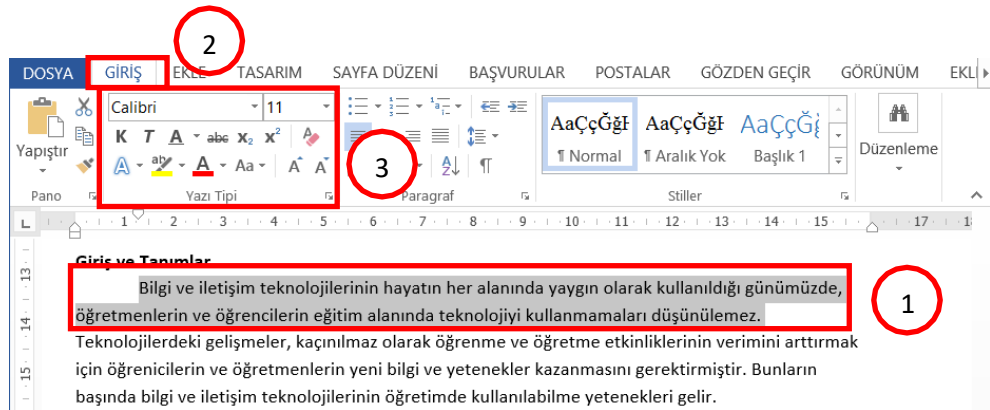 2
DOSYA GİRİŞ EKLE TASARIM SAYFA DÜZENİ BAŞVURULAR POSTALAR GÖZDEN GEÇİR GÖRÜNÜM EKLİ
Calibri 11
K T A abc X₂ X² AaÇçĞğH AaÇçĞğH AaÇçĞğ
Yapıştır ¶ Normal ¶ Aralık Yok Başlık 1 Düzenleme
A aby A Aa A A 3 A Z ¶
Pano Yazı Tipi Paragraf Stiller
L 1 2 3 4 5 6 7 8 9 10 11 12 13 14 15 17
Giriş ve Tanımlar
13
Bilgi ve iletişim teknolojilerinin hayatın her alanında yaygın olarak kullanıldığı günümüzde,
1
14
öğretmenlerin ve öğrencilerin eğitim alanında teknolojiyi kullanmamaları düşünülemez.
Teknolojilerdeki gelişmeler, kaçınılmaz olarak öğrenme ve öğretme etkinliklerinin verimini arttırmak
15
için öğrenicilerin ve öğretmenlerin yeni bilgi ve yetenekler kazanmasını gerektirmiştir. Bunların
başında bilgi ve iletişim teknolojilerinin öğretimde kullanılabilme yetenekleri gelir.